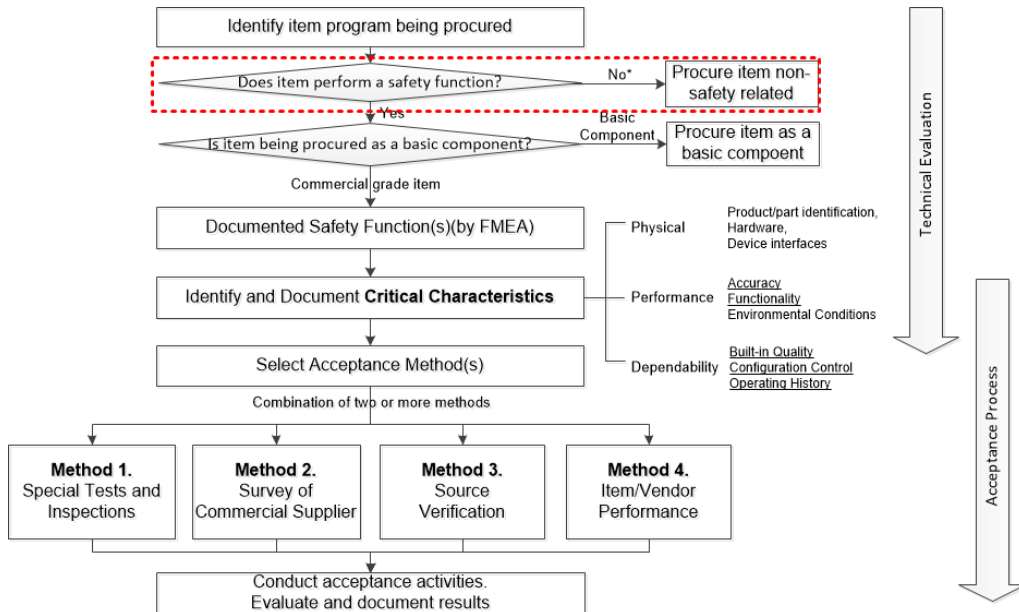 Identify item program being procured
Does item perform a safety function?
No*
Procure item non-
safety related
Yes
Is item being procured as a basic component?
Basic
Component
Procure item as a
basic compoent
Commercial grade item
Documented Safety Function(s)(by FMEA)
Physical
Product/part identification,
Hardware,
Device interfaces
Identify and Document Critical Characteristics
Performance
Accuracy
Functionality
Environmental Conditions
Select Acceptance Method(s)
Dependability
Built-in Quality
Configuration Control
Operating History
Combination of two or more methods
Method 1.
Special Tests and
Inspections
Method 2.
Survey of
Commercial Supplier
Method 3.
Source
Verification
Method 4.
Item/Vendor
Performance
Conduct acceptance activities.
Evaluate and document results
Technical Evaluation
Acceptance Process